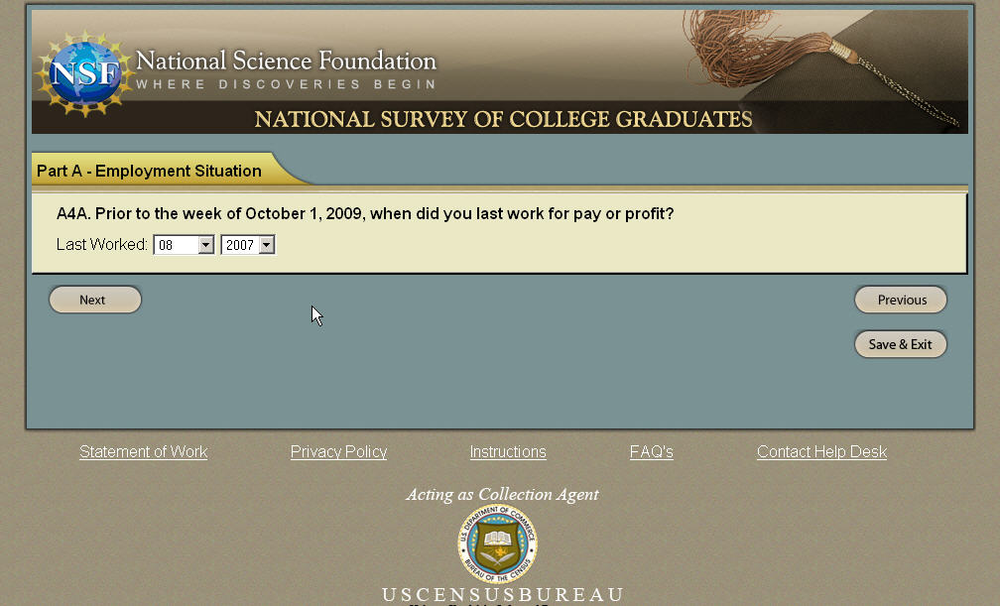 NSF
National Science Foundation
WHERE DISCOVERIES BEGIN
NATIONAL SURVEY OF COLLEGE GRADUATES
Part A - Employment Situation
A4A. Prior to the week of October 1, 2009, when did you last work for pay or profit?
Last Worked: 08 2007
Next
Previous
Save & Exit
Statement of Work Privacy Policy Instructions FAQ's Contact Help Desk
Acting as Collection Agent
U.S. DEPARTMENT OF COMMERCE
BUREAU OF THE CENSUS
USCENSUSBUREAU